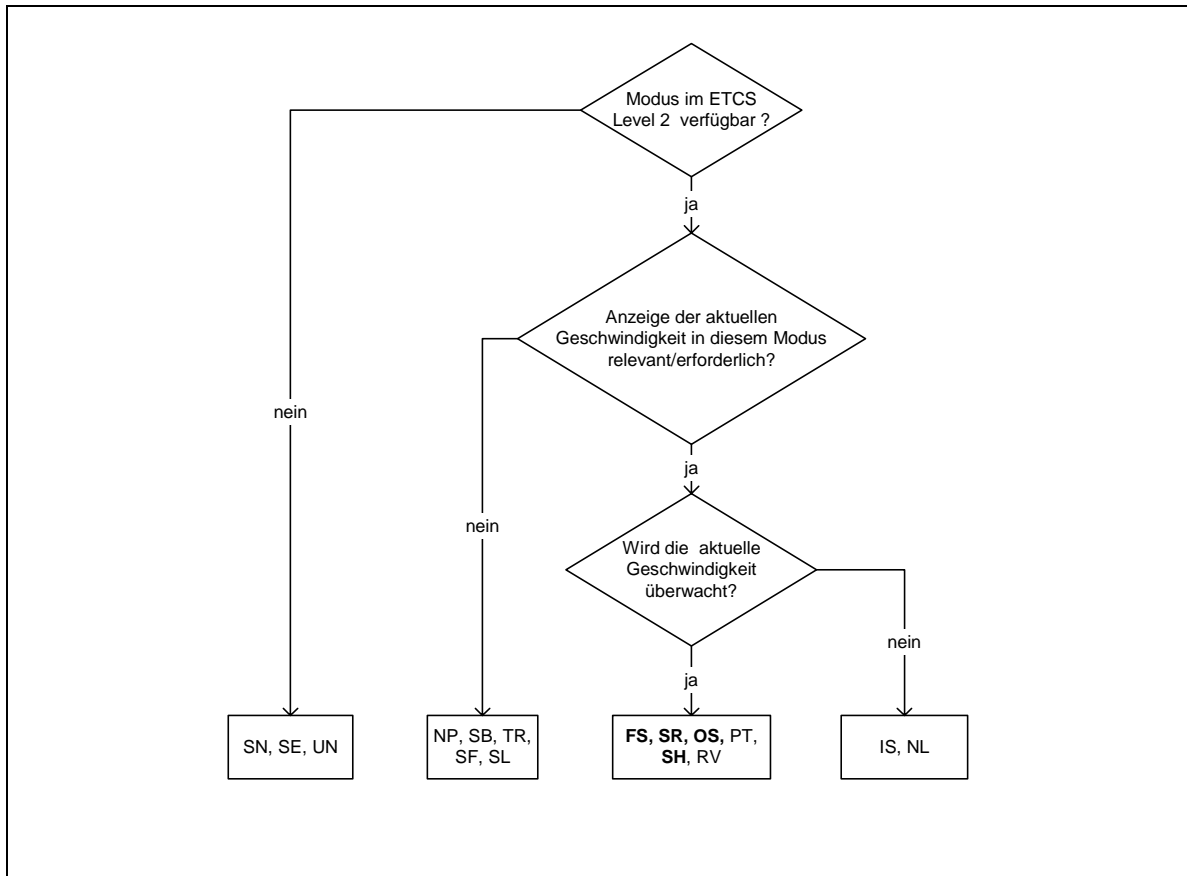 Modus im ETCS
Level 2 verfügbar ?
ja
Anzeige der aktuellen
Geschwindigkeit in diesem Modus
relevant/erforderlich?
nein
ja
nein
Wird die aktuelle
Geschwindigkeit
überwacht?
nein
ja
SN, SE, UN
NP, SB, TR,
SF, SL
FS, SR, OS, PT,
SH, RV
IS, NL